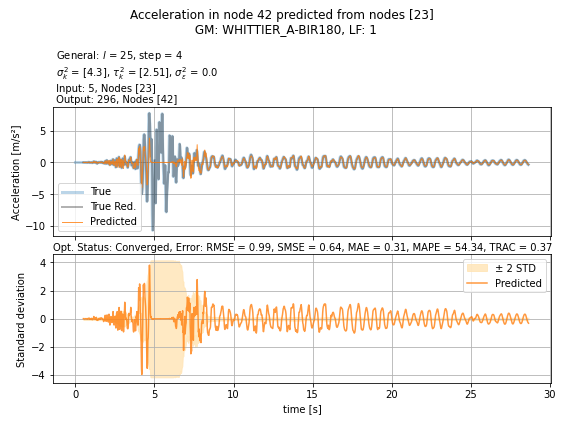 Acceleration in node 42 predicted from nodes [23]
GM: WHITTIER_A-BIR180, LF: 1
General: l = 25, step = 4
σ²ₖ = [4.3], τ²ₖ = [2.51], σ²ε = 0.0
Input: 5, Nodes [23]
Output: 296, Nodes [42]
Acceleration [m/s²]
5
0
−5
−10
True
True Red.
Predicted
Opt. Status: Converged, Error: RMSE = 0.99, SMSE = 0.64, MAE = 0.31, MAPE = 54.34, TRAC = 0.37
Standard deviation
4
2
0
−2
−4
± 2 STD
Predicted
0 5 10 15 20 25 30
time [s]